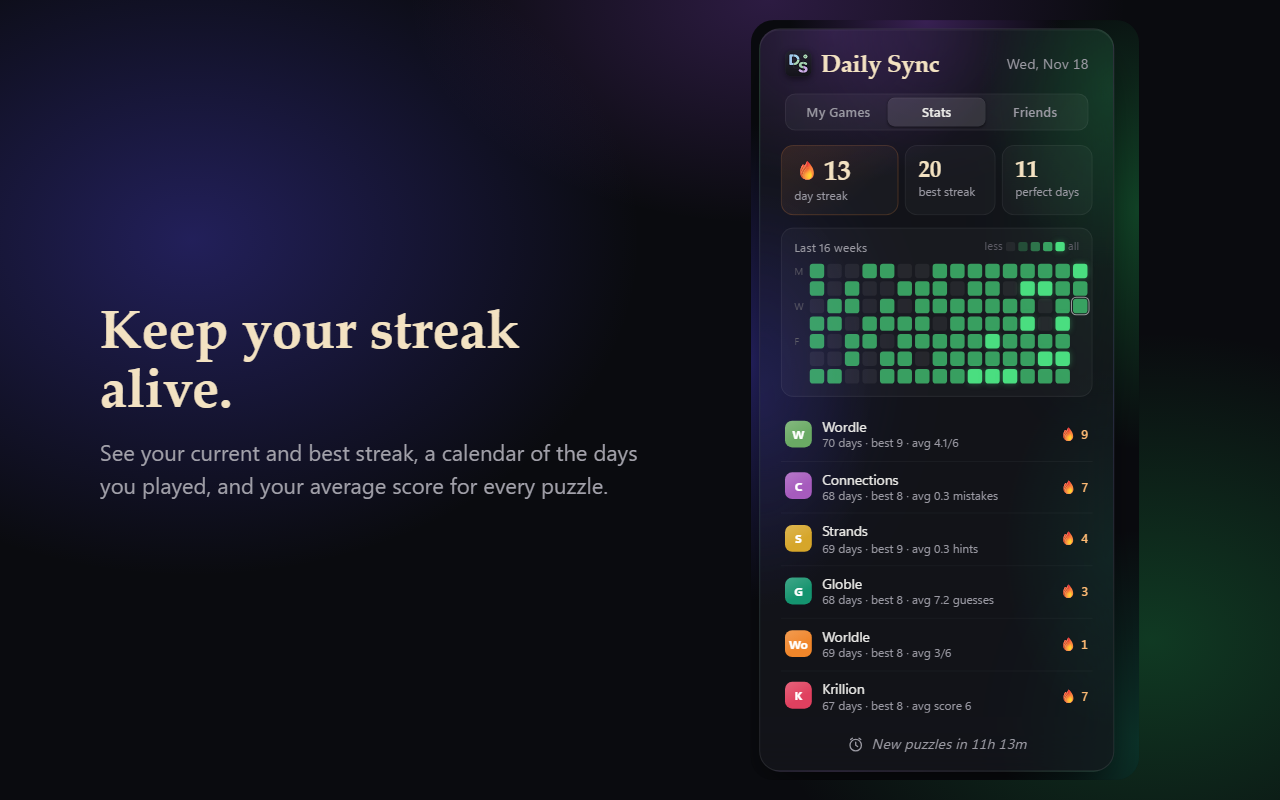 Keep your streak
alive.
See your current and best streak, a calendar of the days
you played, and your average score for every puzzle.
DS Daily Sync
Wed, Nov 18
My Games Stats Friends
13
day streak
20
best streak
11
perfect days
Last 16 weeks
less all
M
W
F
W
Wordle
70 days · best 9 · avg 4.1/6
9
C
Connections
68 days · best 8 · avg 0.3 mistakes
7
S
Strands
69 days · best 9 · avg 0.3 hints
4
G
Globle
68 days · best 8 · avg 7.2 guesses
3
Wo
Worldle
69 days · best 8 · avg 3/6
1
K
Krillion
67 days · best 8 · avg score 6
7
New puzzles in 11h 13m